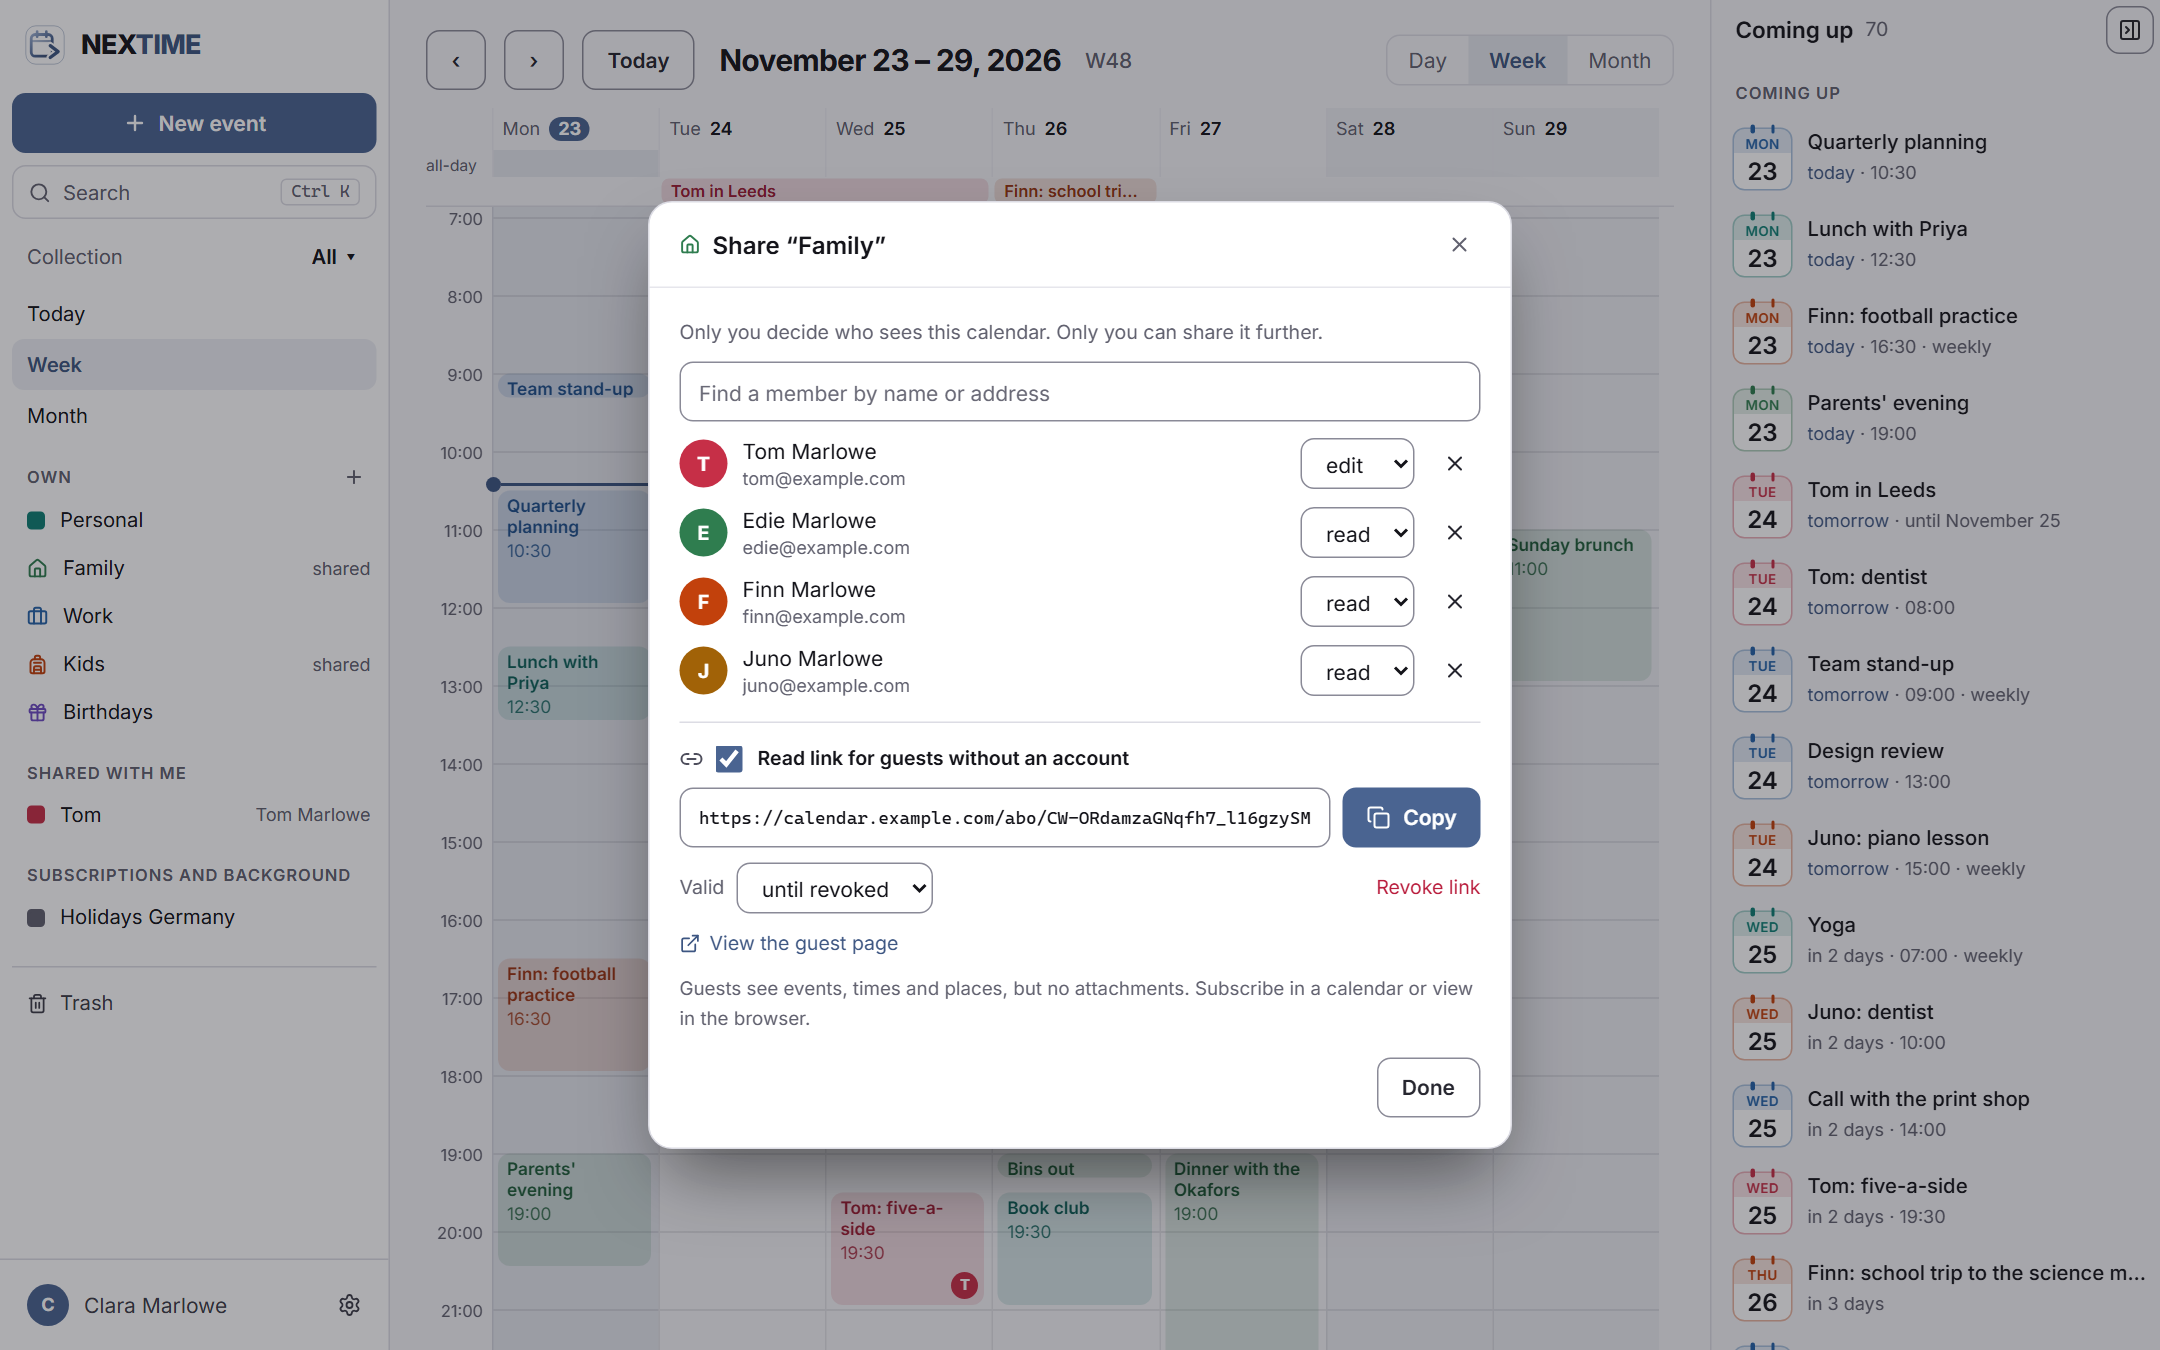 NEXTIME
+ New event
Search
Ctrl K
Collection
All
Today
Week
Month
OWN
Personal
Family
shared
Work
Kids
shared
Birthdays
SHARED WITH ME
Tom
Tom Marlowe
SUBSCRIPTIONS AND BACKGROUND
Holidays Germany
Trash
C
Clara Marlowe
‹
›
Today
November 23 – 29, 2026
W48
Day
Week
Month
Mon 23
Tue 24
Wed 25
Thu 26
Fri 27
Sat 28
Sun 29
all-day
Tom in Leeds
Finn: school tri...
7:00
8:00
9:00
10:00
11:00
12:00
13:00
14:00
15:00
16:00
17:00
18:00
19:00
20:00
21:00
Team stand-up
Quarterly
planning
10:30
Lunch with
Priya
12:30
Finn: football
practice
16:30
Parents'
evening
19:00
Tom: five-a-
side
19:30
T
Bins out
Book club
19:30
Dinner with the
Okafors
19:00
Sunday brunch
11:00
Share “Family”
Only you decide who sees this calendar. Only you can share it further.
Find a member by name or address
T
Tom Marlowe
tom@example.com
edit
E
Edie Marlowe
edie@example.com
read
F
Finn Marlowe
finn@example.com
read
J
Juno Marlowe
juno@example.com
read
Read link for guests without an account
https://calendar.example.com/abo/CW-ORdamzaGNqfh7_l16gzySM
Copy
Valid
until revoked
Revoke link
View the guest page
Guests see events, times and places, but no attachments. Subscribe in a calendar or view
in the browser.
Done
Coming up 70
COMING UP
MON
23
Quarterly planning
today · 10:30
MON
23
Lunch with Priya
today · 12:30
MON
23
Finn: football practice
today · 16:30 · weekly
MON
23
Parents' evening
today · 19:00
TUE
24
Tom in Leeds
tomorrow · until November 25
TUE
24
Tom: dentist
tomorrow · 08:00
TUE
24
Team stand-up
tomorrow · 09:00 · weekly
TUE
24
Design review
tomorrow · 13:00
TUE
24
Juno: piano lesson
tomorrow · 15:00 · weekly
WED
25
Yoga
in 2 days · 07:00 · weekly
WED
25
Juno: dentist
in 2 days · 10:00
WED
25
Call with the print shop
in 2 days · 14:00
WED
25
Tom: five-a-side
in 2 days · 19:30
THU
26
Finn: school trip to the science m...
in 3 days